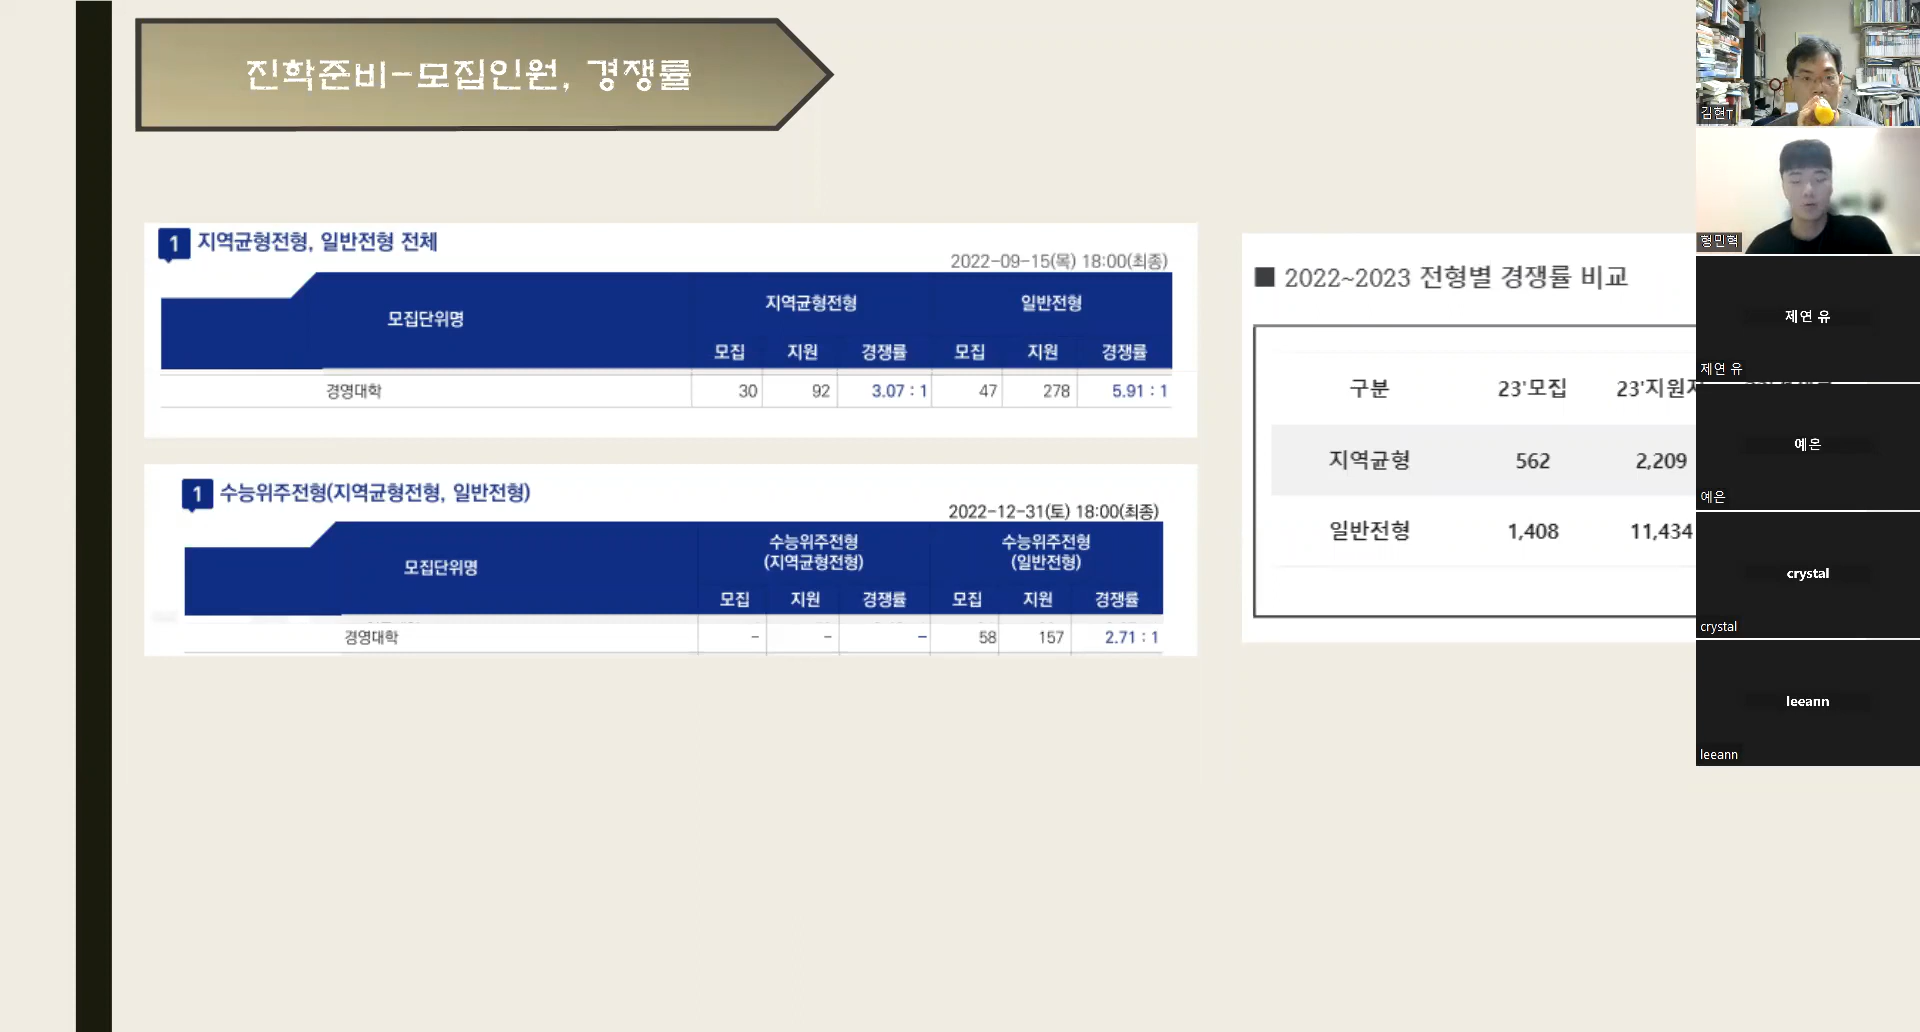 진학준비-모집인원, 경쟁률
1 지역균형전형, 일반전형 전체
2022-09-15(목) 18:00(최종)
모집단위명 지역균형전형 일반전형
모집 지원 경쟁률 모집 지원 경쟁률
경영대학 30 92 3.07 : 1 47 278 5.91 : 1
1 수능위주전형(지역균형전형, 일반전형)
2022-12-31(토) 18:00(최종)
모집단위명 수능위주전형 수능위주전형
(지역균형전형) (일반전형)
모집 지원 경쟁률 모집 지원 경쟁률
경영대학 - - - 58 157 2.71 : 1
■ 2022~2023 전형별 경쟁률 비교
구분 23'모집 23'지원
지역균형 562 2,209
일반전형 1,408 11,434
김현T
형민혁
제연 유
제연 유
예은
예은
crystal
crystal
leeann
leeann